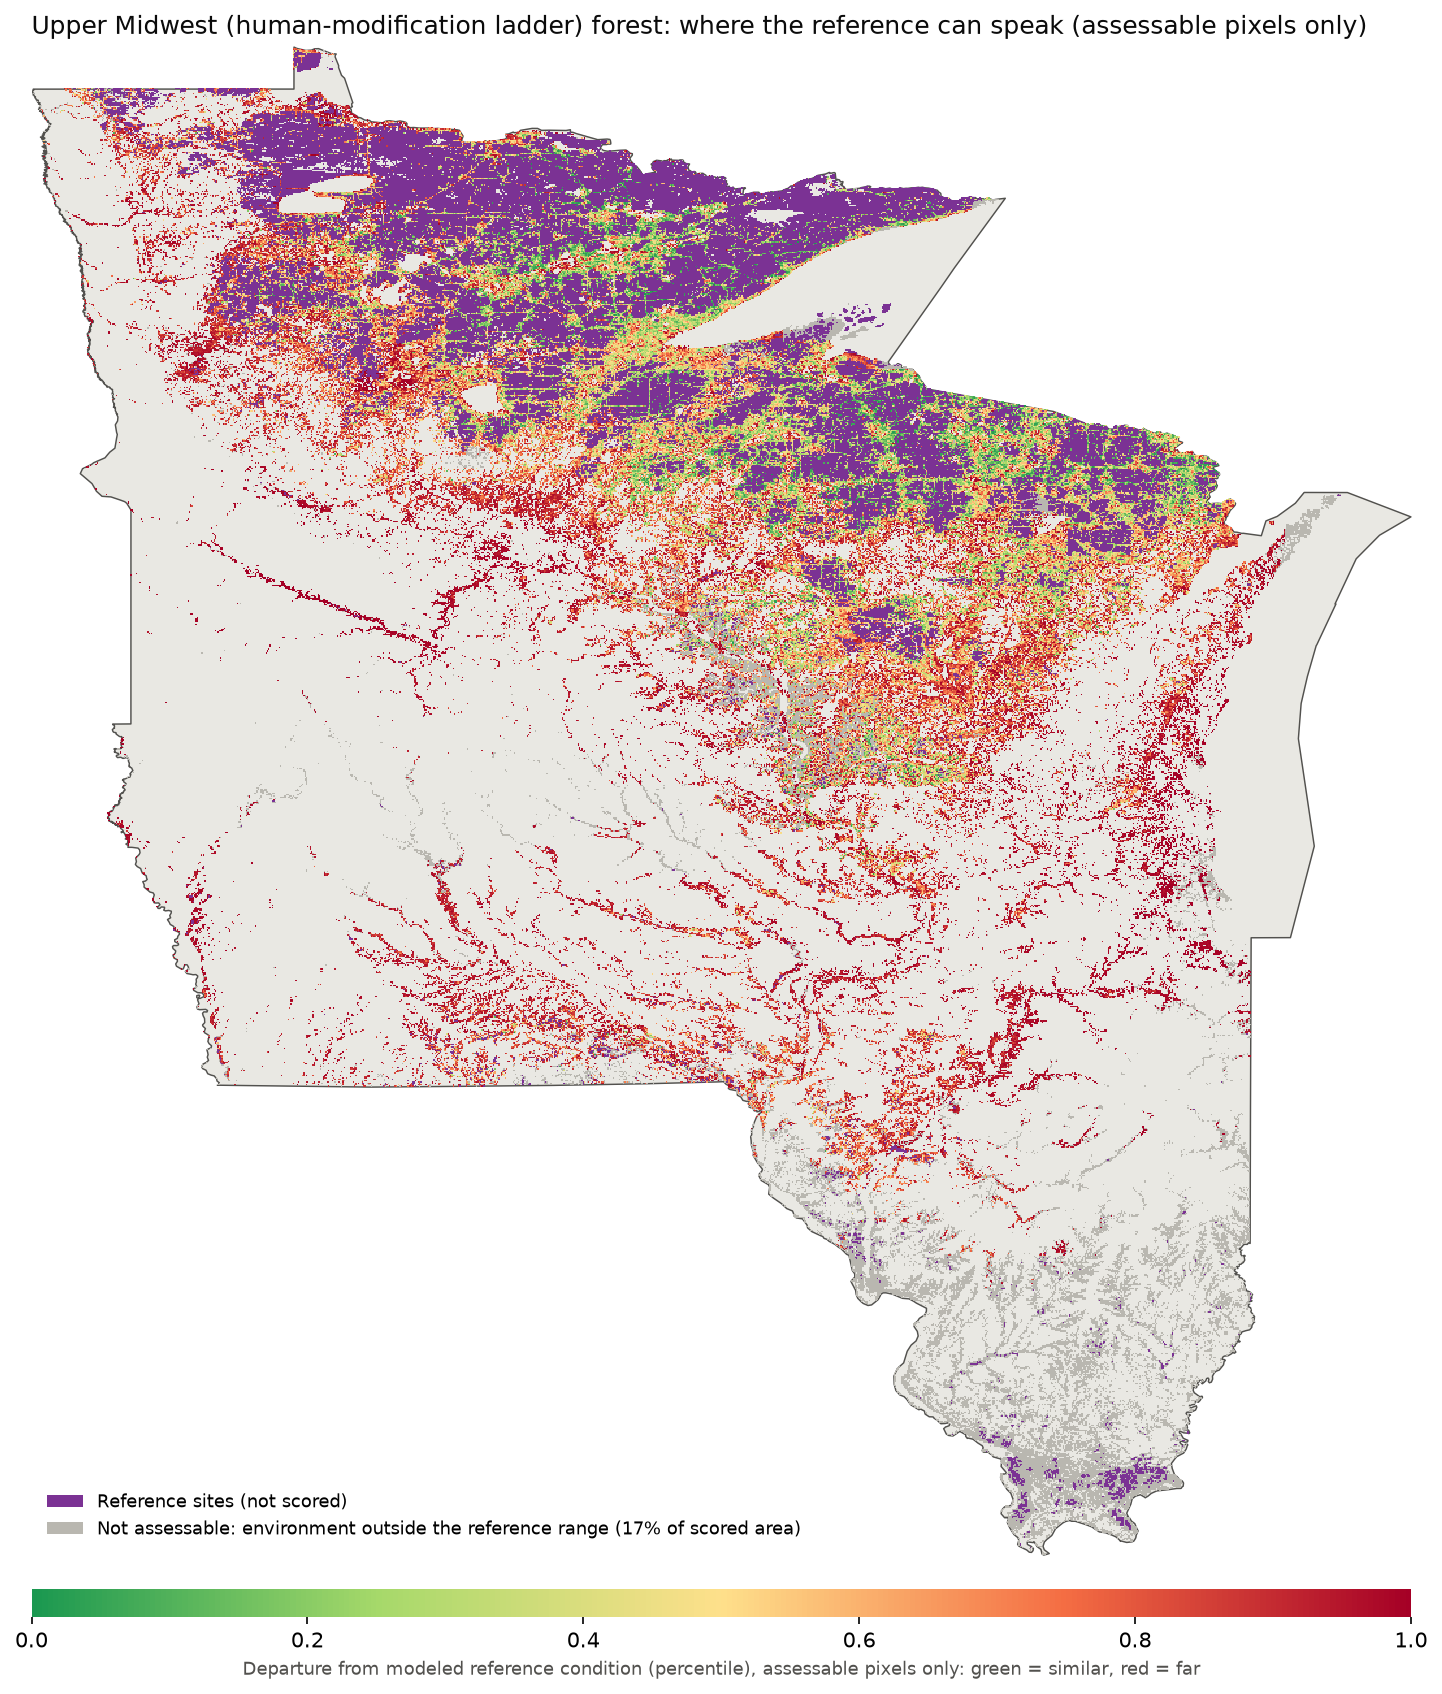 Upper Midwest (human-modification ladder) forest: where the reference can speak (assessable pixels only)
Reference sites (not scored)
Not assessable: environment outside the reference range (17% of scored area)
0.0 0.2 0.4 0.6 0.8 1.0
Departure from modeled reference condition (percentile), assessable pixels only: green = similar, red = far